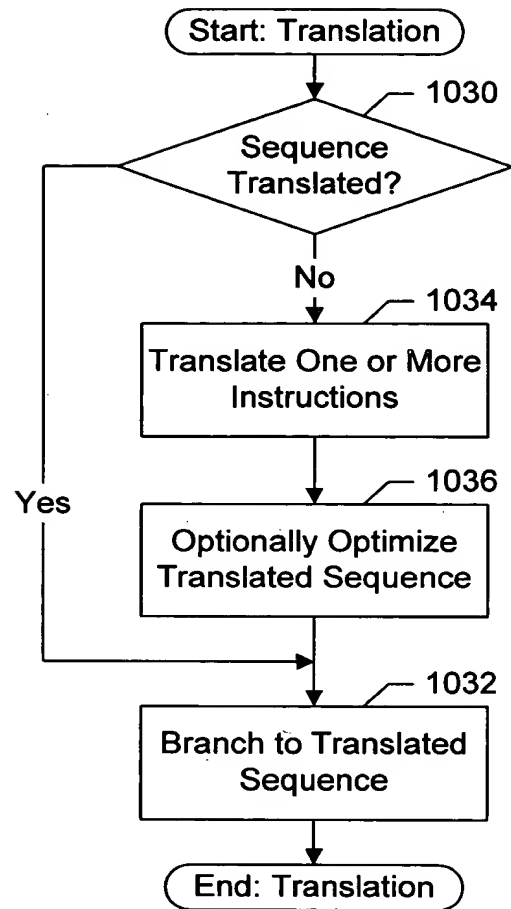 Start: Translation
1030
Sequence
Translated?
No
1034
Translate One or More
Instructions
1036
Yes
Optionally Optimize
Translated Sequence
1032
Branch to Translated
Sequence
End: Translation